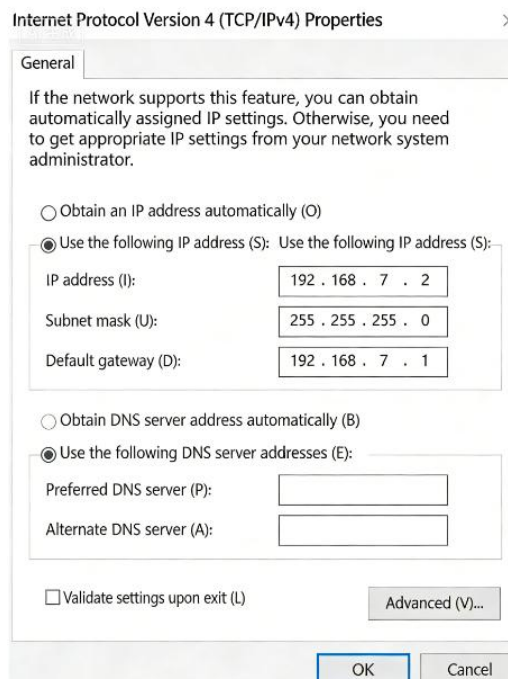 Internet Protocol Version 4 (TCP/IPv4) Properties
General
If the network supports this feature, you can obtain
automatically assigned IP settings. Otherwise, you need
to get appropriate IP settings from your network system
administrator.
Obtain an IP address automatically (O)
Use the following IP address (S): Use the following IP address (S):
IP address (I): 192 . 168 . 7 . 2
Subnet mask (U): 255 . 255 . 255 . 0
Default gateway (D): 192 . 168 . 7 . 1
Obtain DNS server address automatically (B)
Use the following DNS server addresses (E):
Preferred DNS server (P):
Alternate DNS server (A):
Validate settings upon exit (L)
Advanced (V)...
OK Cancel